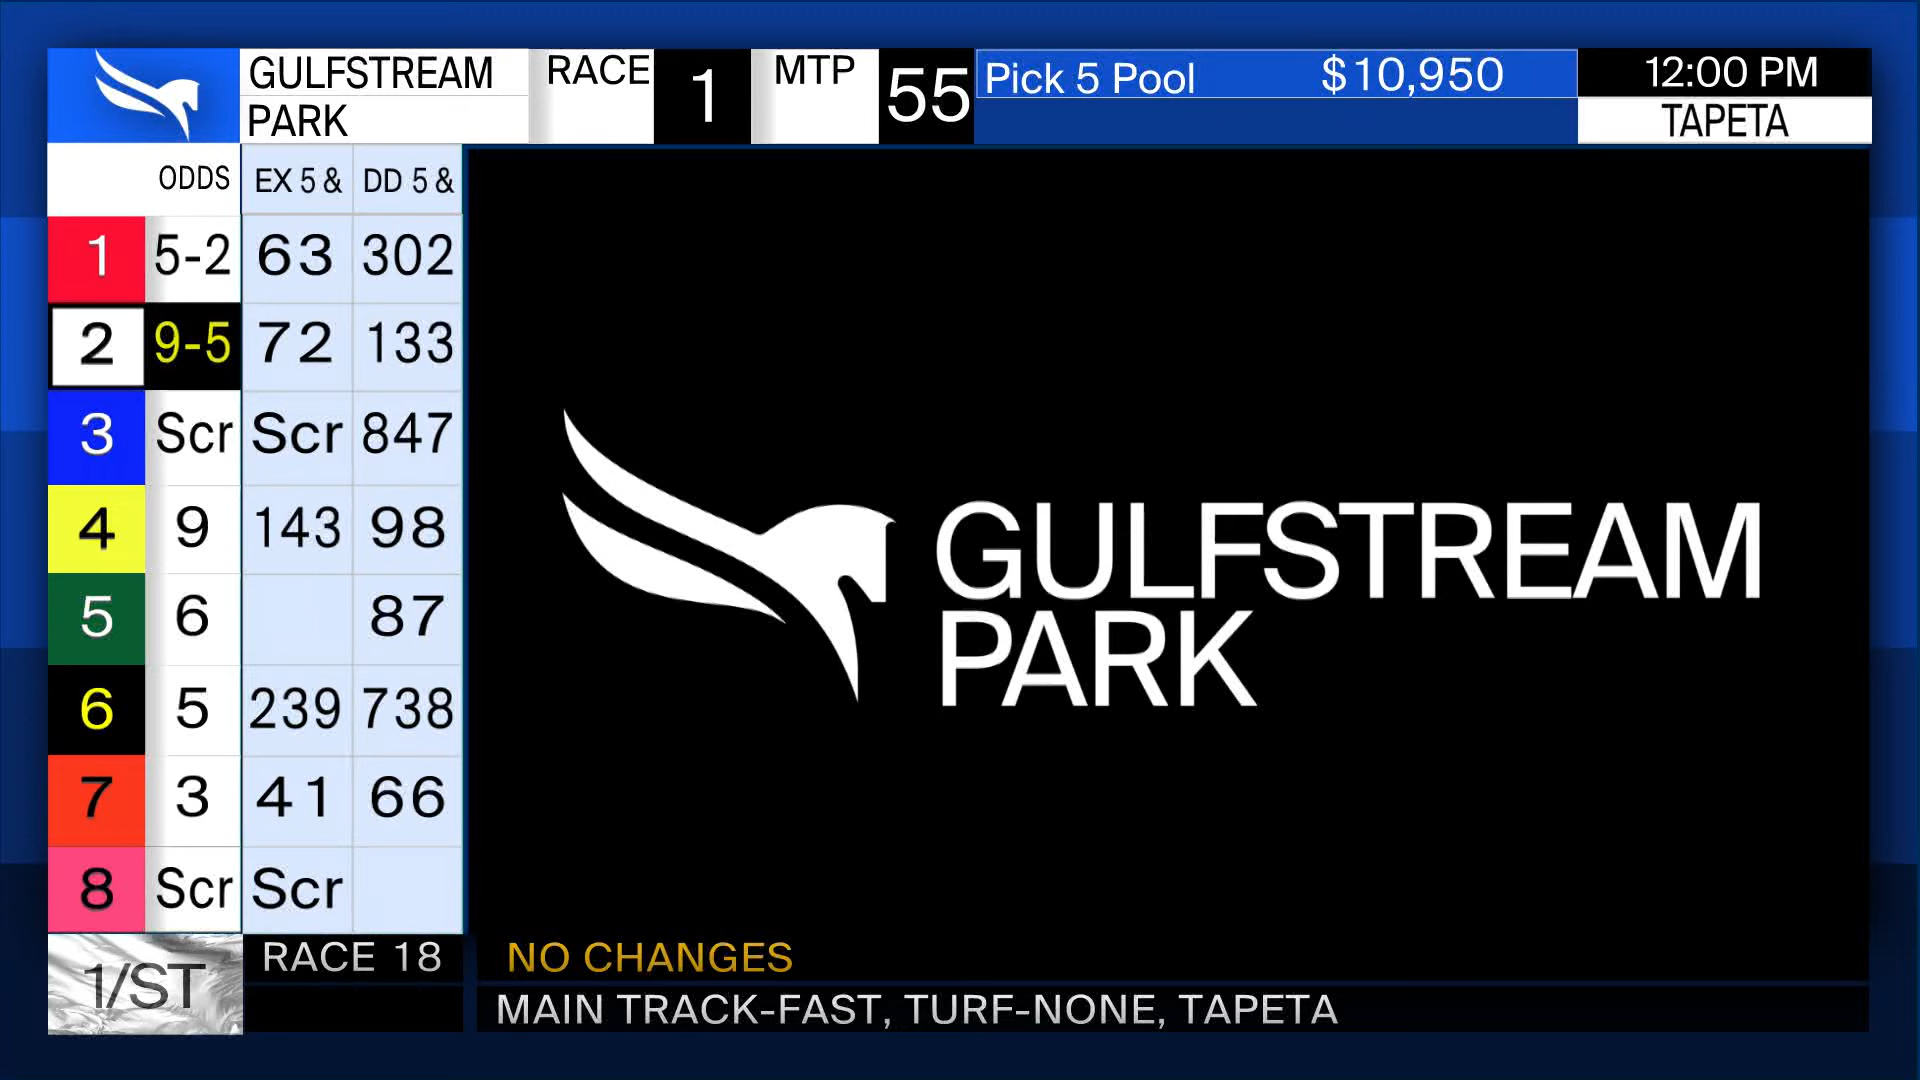 GULFSTREAM
PARK
RACE 1 MTP 55
Pick 5 Pool $10,950
12:00 PM
TAPETA
ODDS EX 5 & DD 5 &
1 5-2 63 302
2 9-5 72 133
3 Scr Scr 847
4 9 143 98
5 6 87
6 5 239 738
7 3 41 66
8 Scr Scr
GULFSTREAM
PARK
1/ST
RACE 18
NO CHANGES
MAIN TRACK-FAST, TURF-NONE, TAPETA